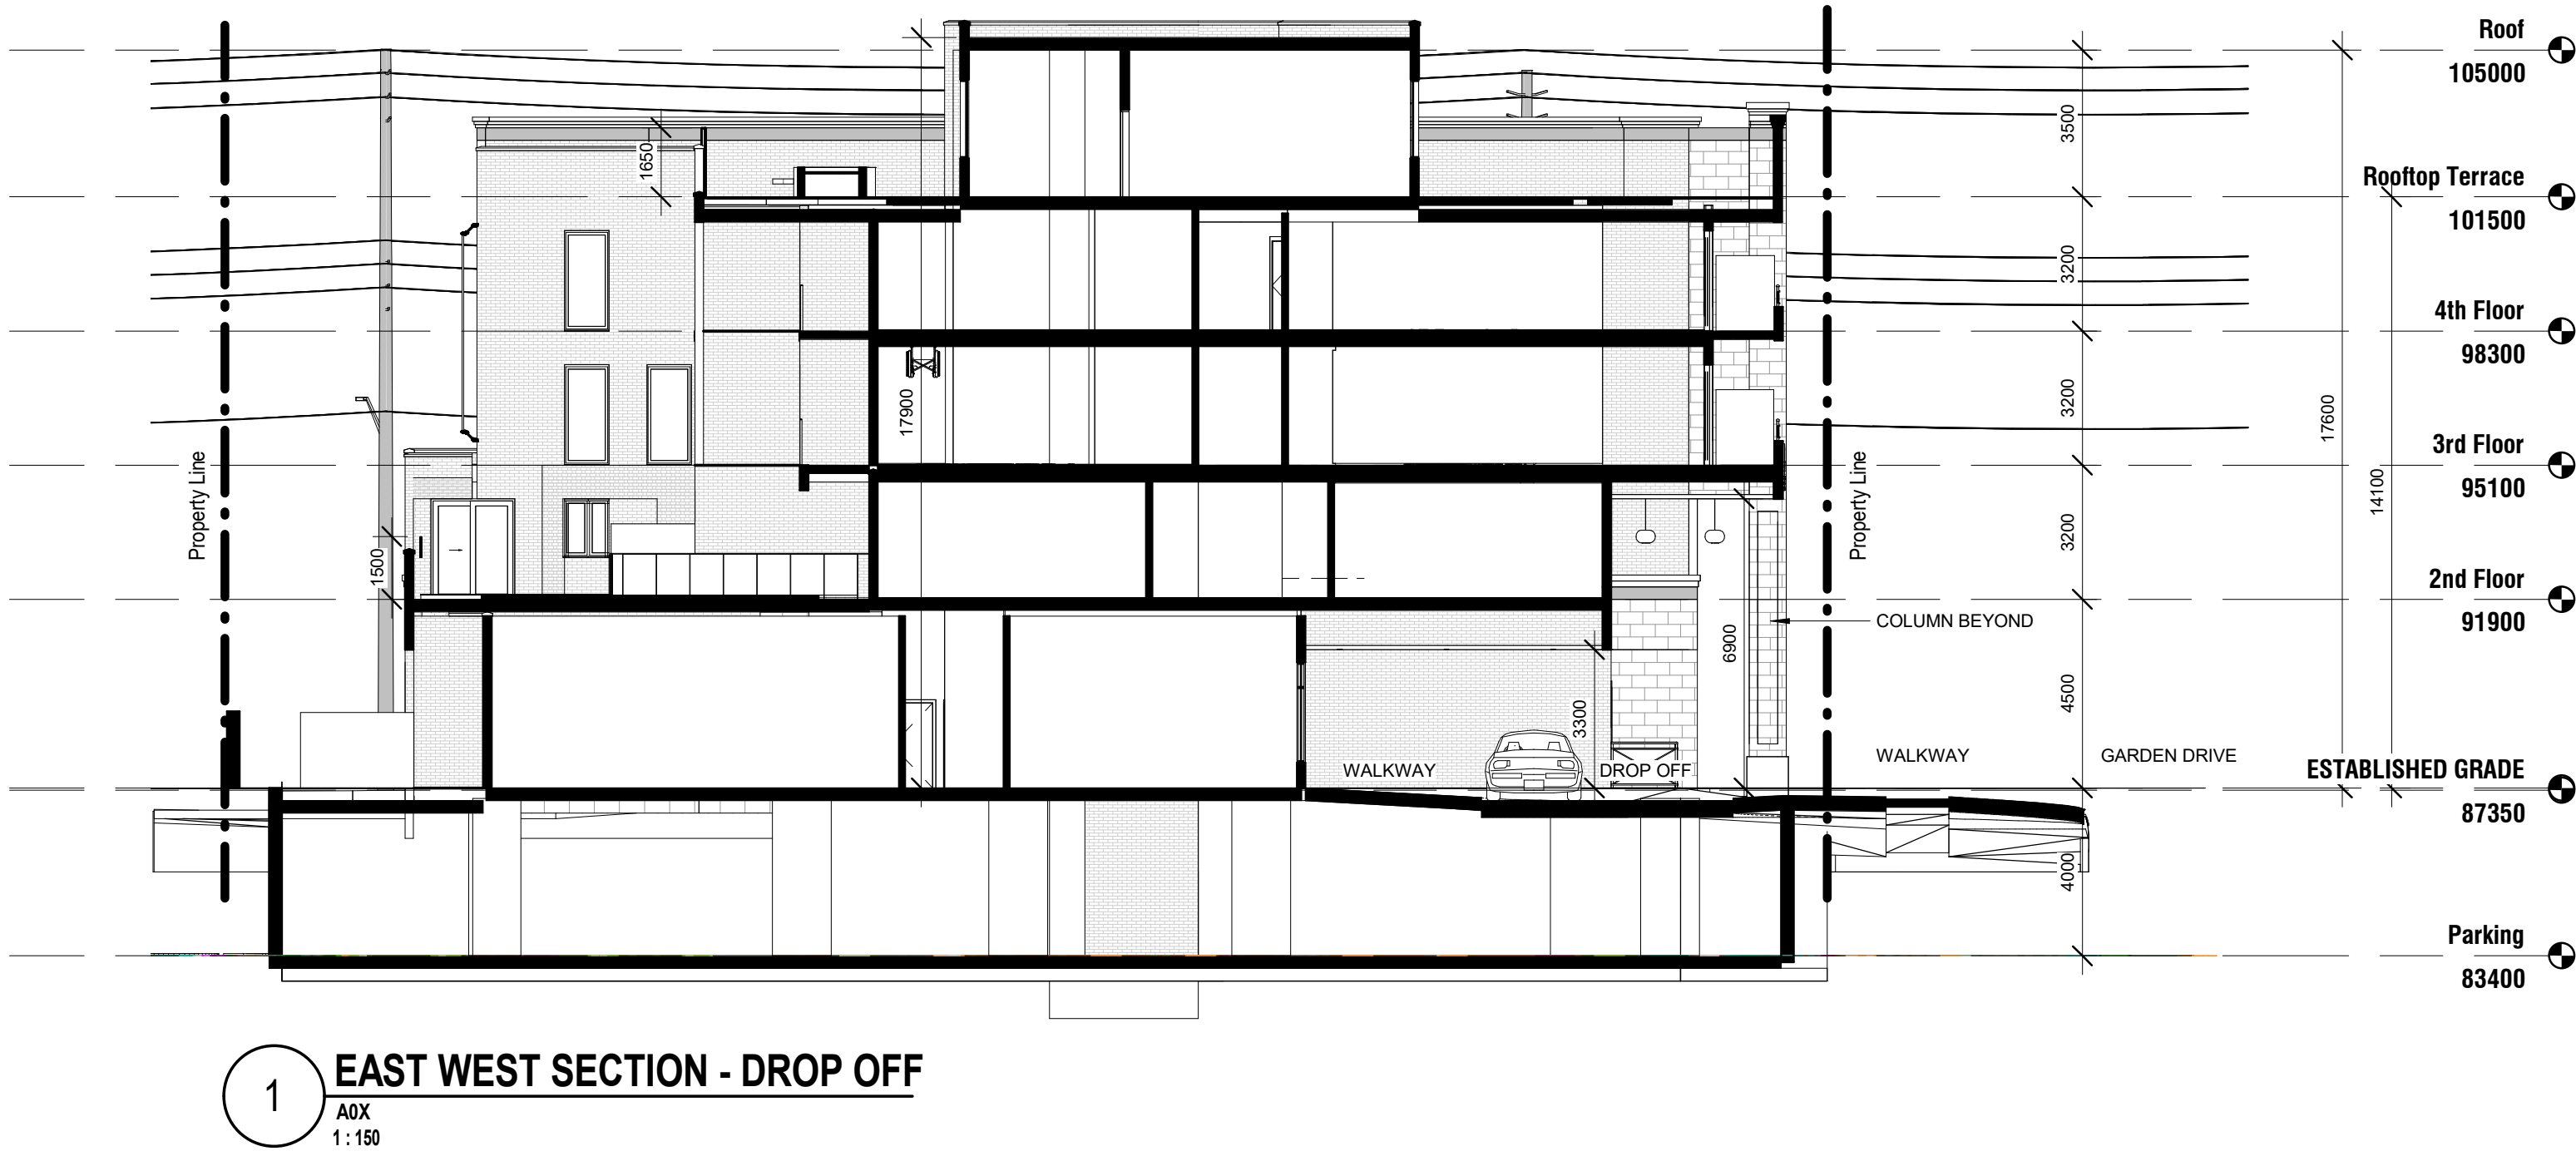 Roof
105000
3500
1650
Rooftop Terrace
101500
3200
4th Floor
98300
17900
3200
17600
Property Line
Property Line
3rd Floor
95100
14100
1500
3200
2nd Floor
91900
COLUMN BEYOND
6900
4500
3300
WALKWAY
DROP OFF
WALKWAY
GARDEN DRIVE
ESTABLISHED GRADE
87350
4000
Parking
83400
1
EAST WEST SECTION - DROP OFF
A0X
1 : 150